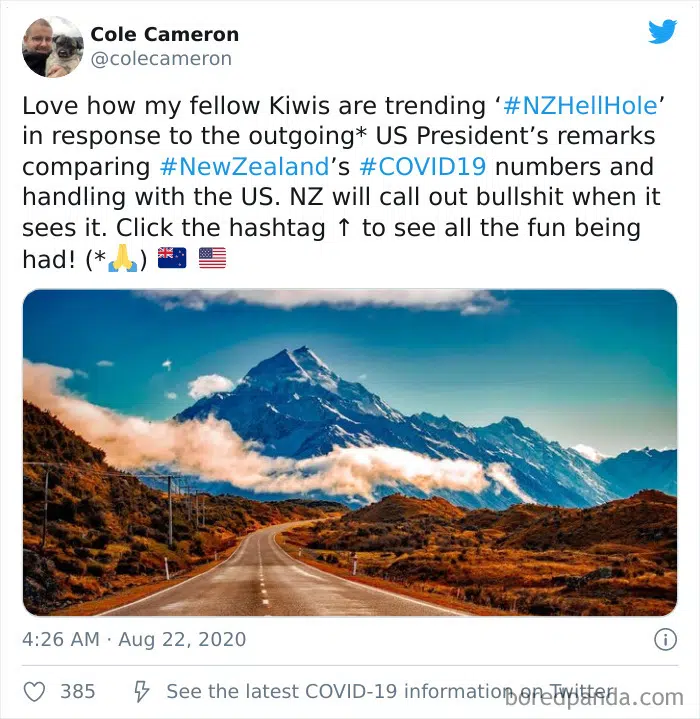 Cole Cameron
@colecameron
Love how my fellow Kiwis are trending ‘#NZHellHole’
in response to the outgoing* US President’s remarks
comparing #NewZealand’s #COVID19 numbers and
handling with the US. NZ will call out bullshit when it
sees it. Click the hashtag ↑ to see all the fun being
had! (*🙏) 🇳🇿 🇺🇸
4:26 AM · Aug 22, 2020
385
See the latest COVID-19 information on Twitter
boredpanda.com